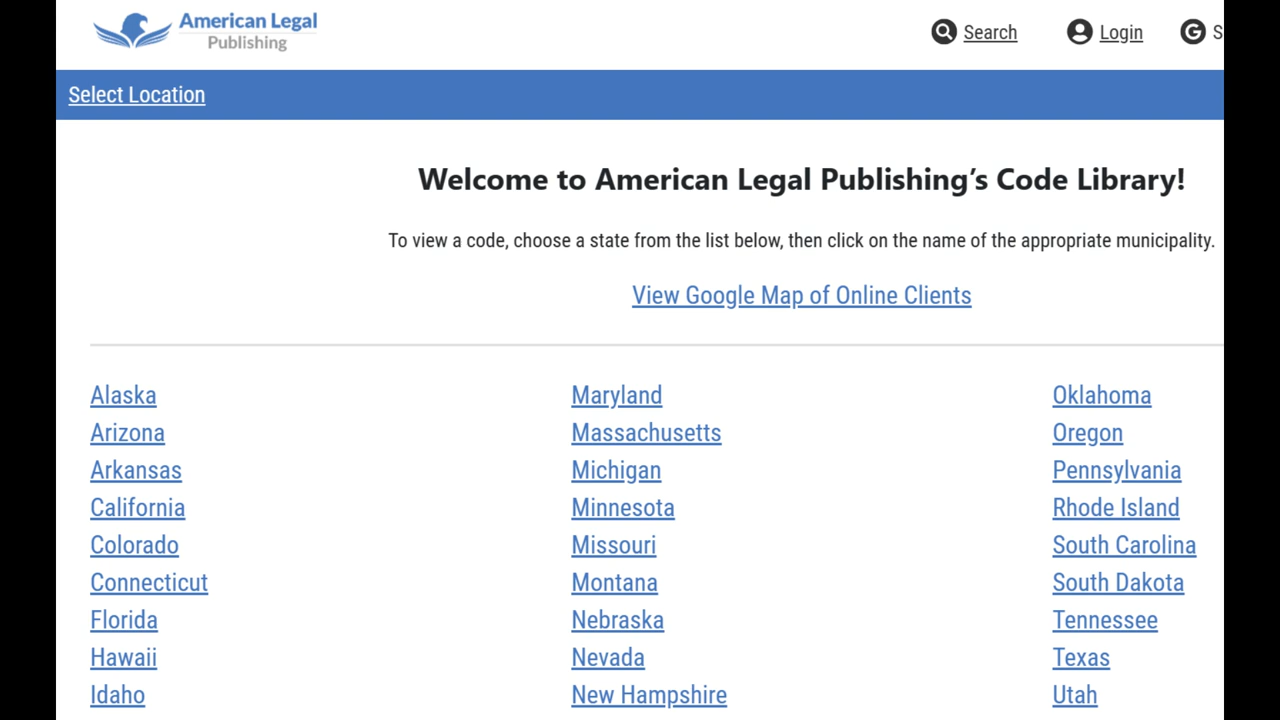 American Legal
Publishing
Search
Login
S
Select Location
Welcome to American Legal Publishing’s Code Library!
To view a code, choose a state from the list below, then click on the name of the appropriate municipality.
View Google Map of Online Clients
Alaska
Arizona
Arkansas
California
Colorado
Connecticut
Florida
Hawaii
Idaho
Maryland
Massachusetts
Michigan
Minnesota
Missouri
Montana
Nebraska
Nevada
New Hampshire
Oklahoma
Oregon
Pennsylvania
Rhode Island
South Carolina
South Dakota
Tennessee
Texas
Utah